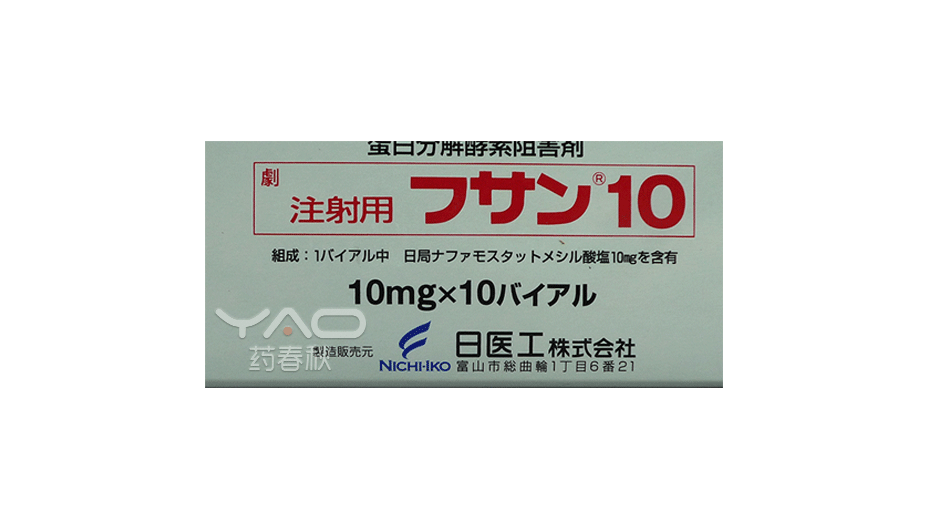 蛋白分解酵素阻害剤
劇
注射用 フサン®10
組成：1バイアル中 日局ナファモスタットメシル酸塩10mgを含有
10mg×10バイアル
YAO
药春秋
製造販売元
NICHI-IKO
日医工株式会社
富山市総曲輪1丁目6番21